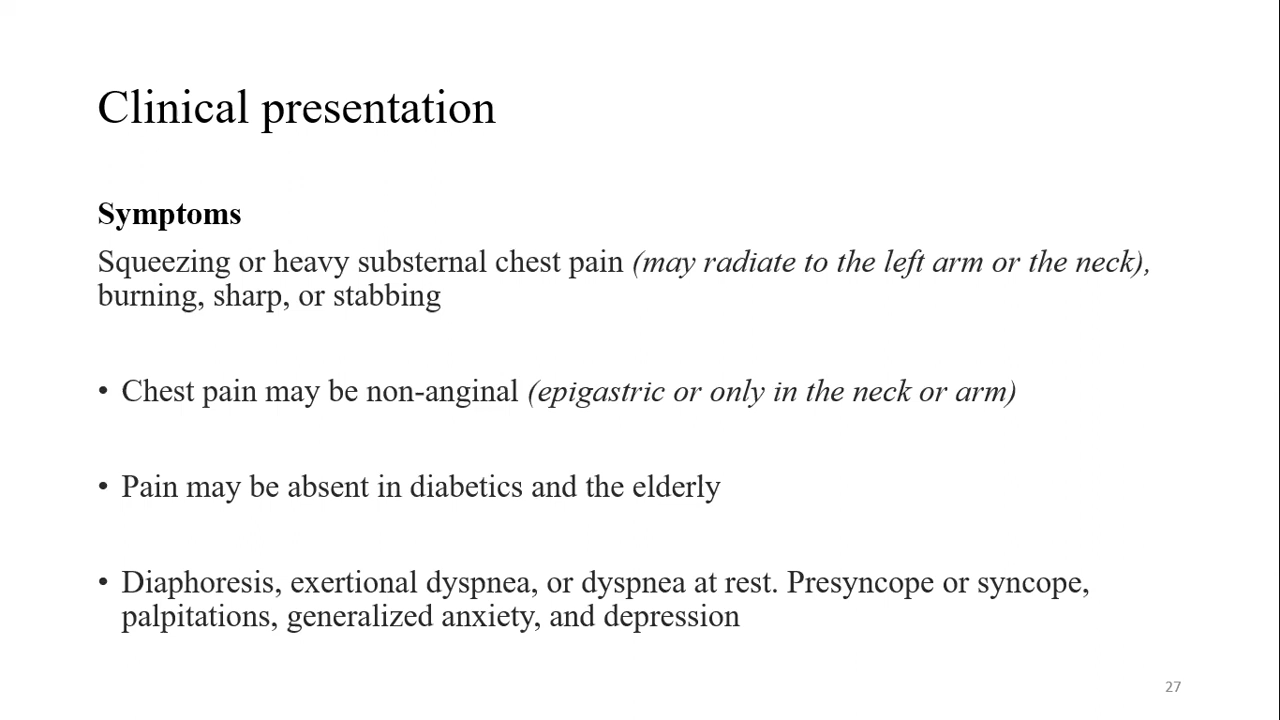 Clinical presentation
Symptoms
Squeezing or heavy substernal chest pain (may radiate to the left arm or the neck),
burning, sharp, or stabbing
• Chest pain may be non-anginal (epigastric or only in the neck or arm)
• Pain may be absent in diabetics and the elderly
• Diaphoresis, exertional dyspnea, or dyspnea at rest. Presyncope or syncope,
palpitations, generalized anxiety, and depression
27